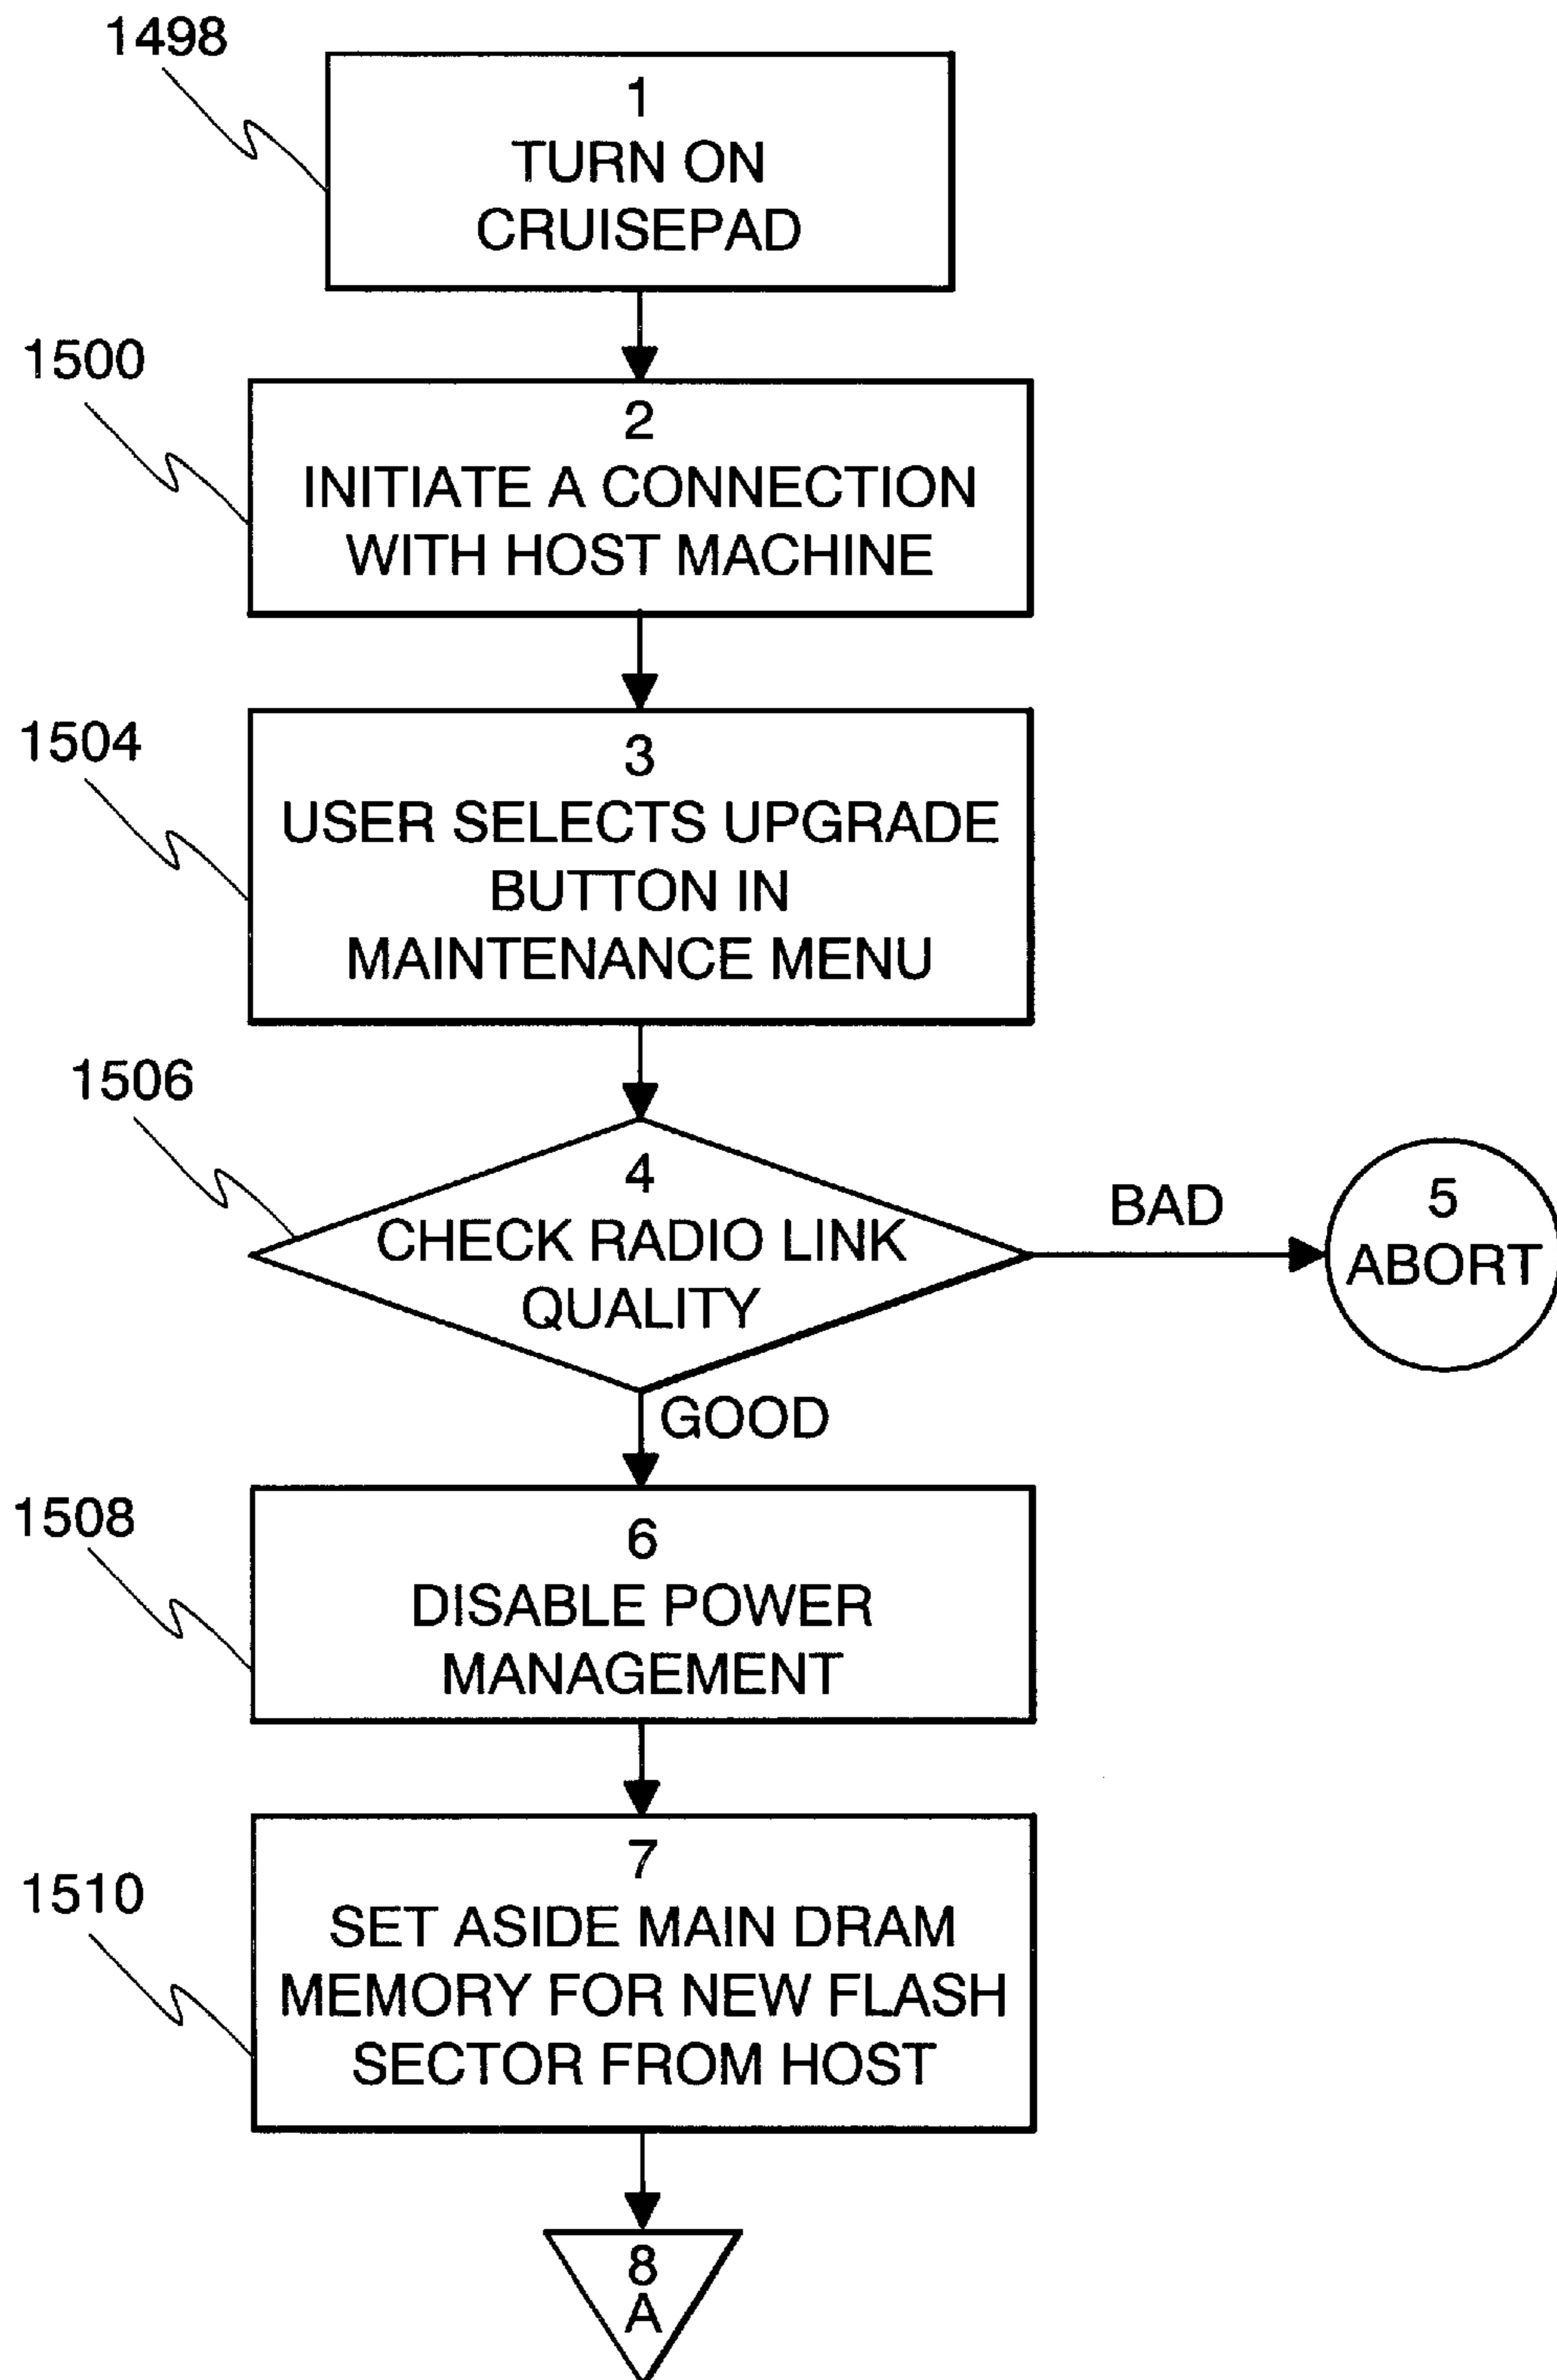 1498
1
TURN ON
CRUISEPAD
1500
2
INITIATE A CONNECTION
WITH HOST MACHINE
1504
3
USER SELECTS UPGRADE
BUTTON IN
MAINTENANCE MENU
1506
4
CHECK RADIO LINK
QUALITY
BAD
5
ABORT
GOOD
1508
6
DISABLE POWER
MANAGEMENT
1510
7
SET ASIDE MAIN DRAM
MEMORY FOR NEW FLASH
SECTOR FROM HOST
8
A